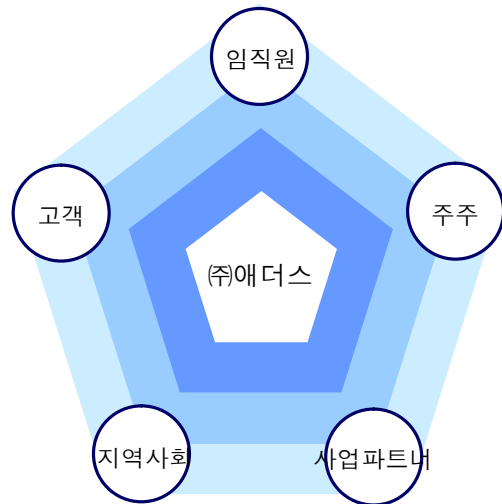 임직원
고객
주주
㈜애더스
지역사회
사업파트너